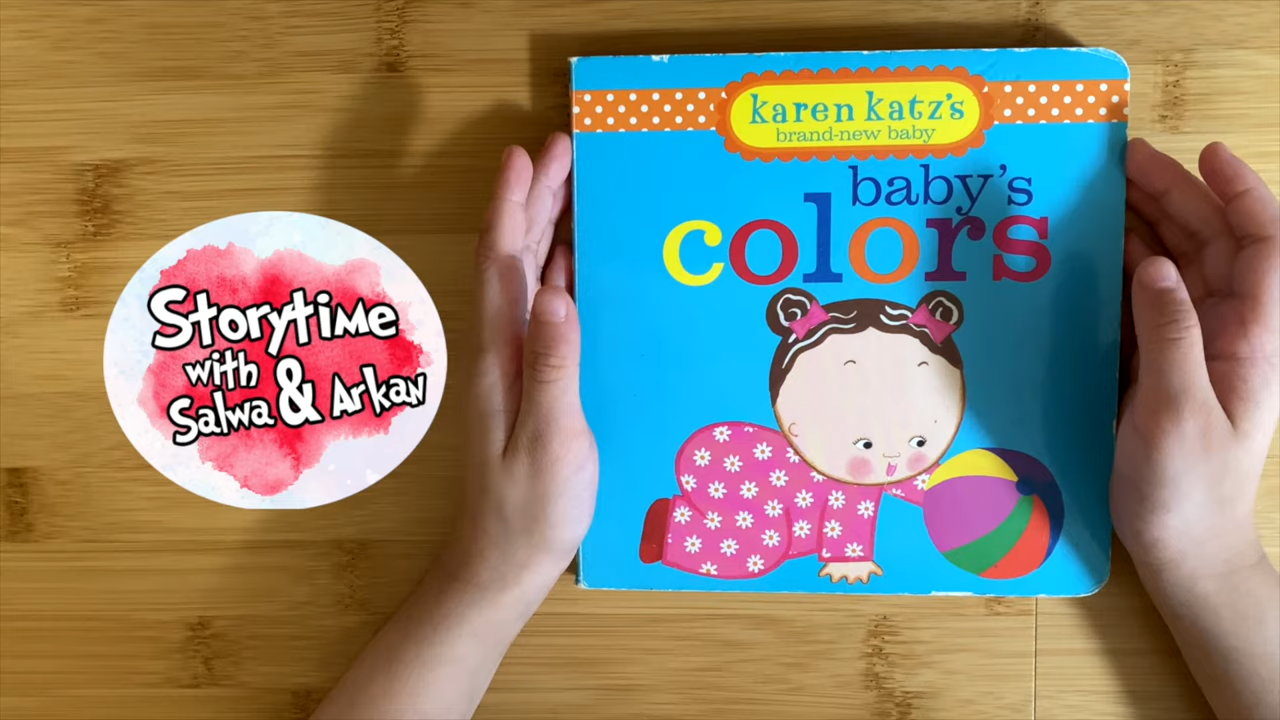 Storytime
with
Salwa & Arkan
karen katz's
brand-new baby
baby's
colors